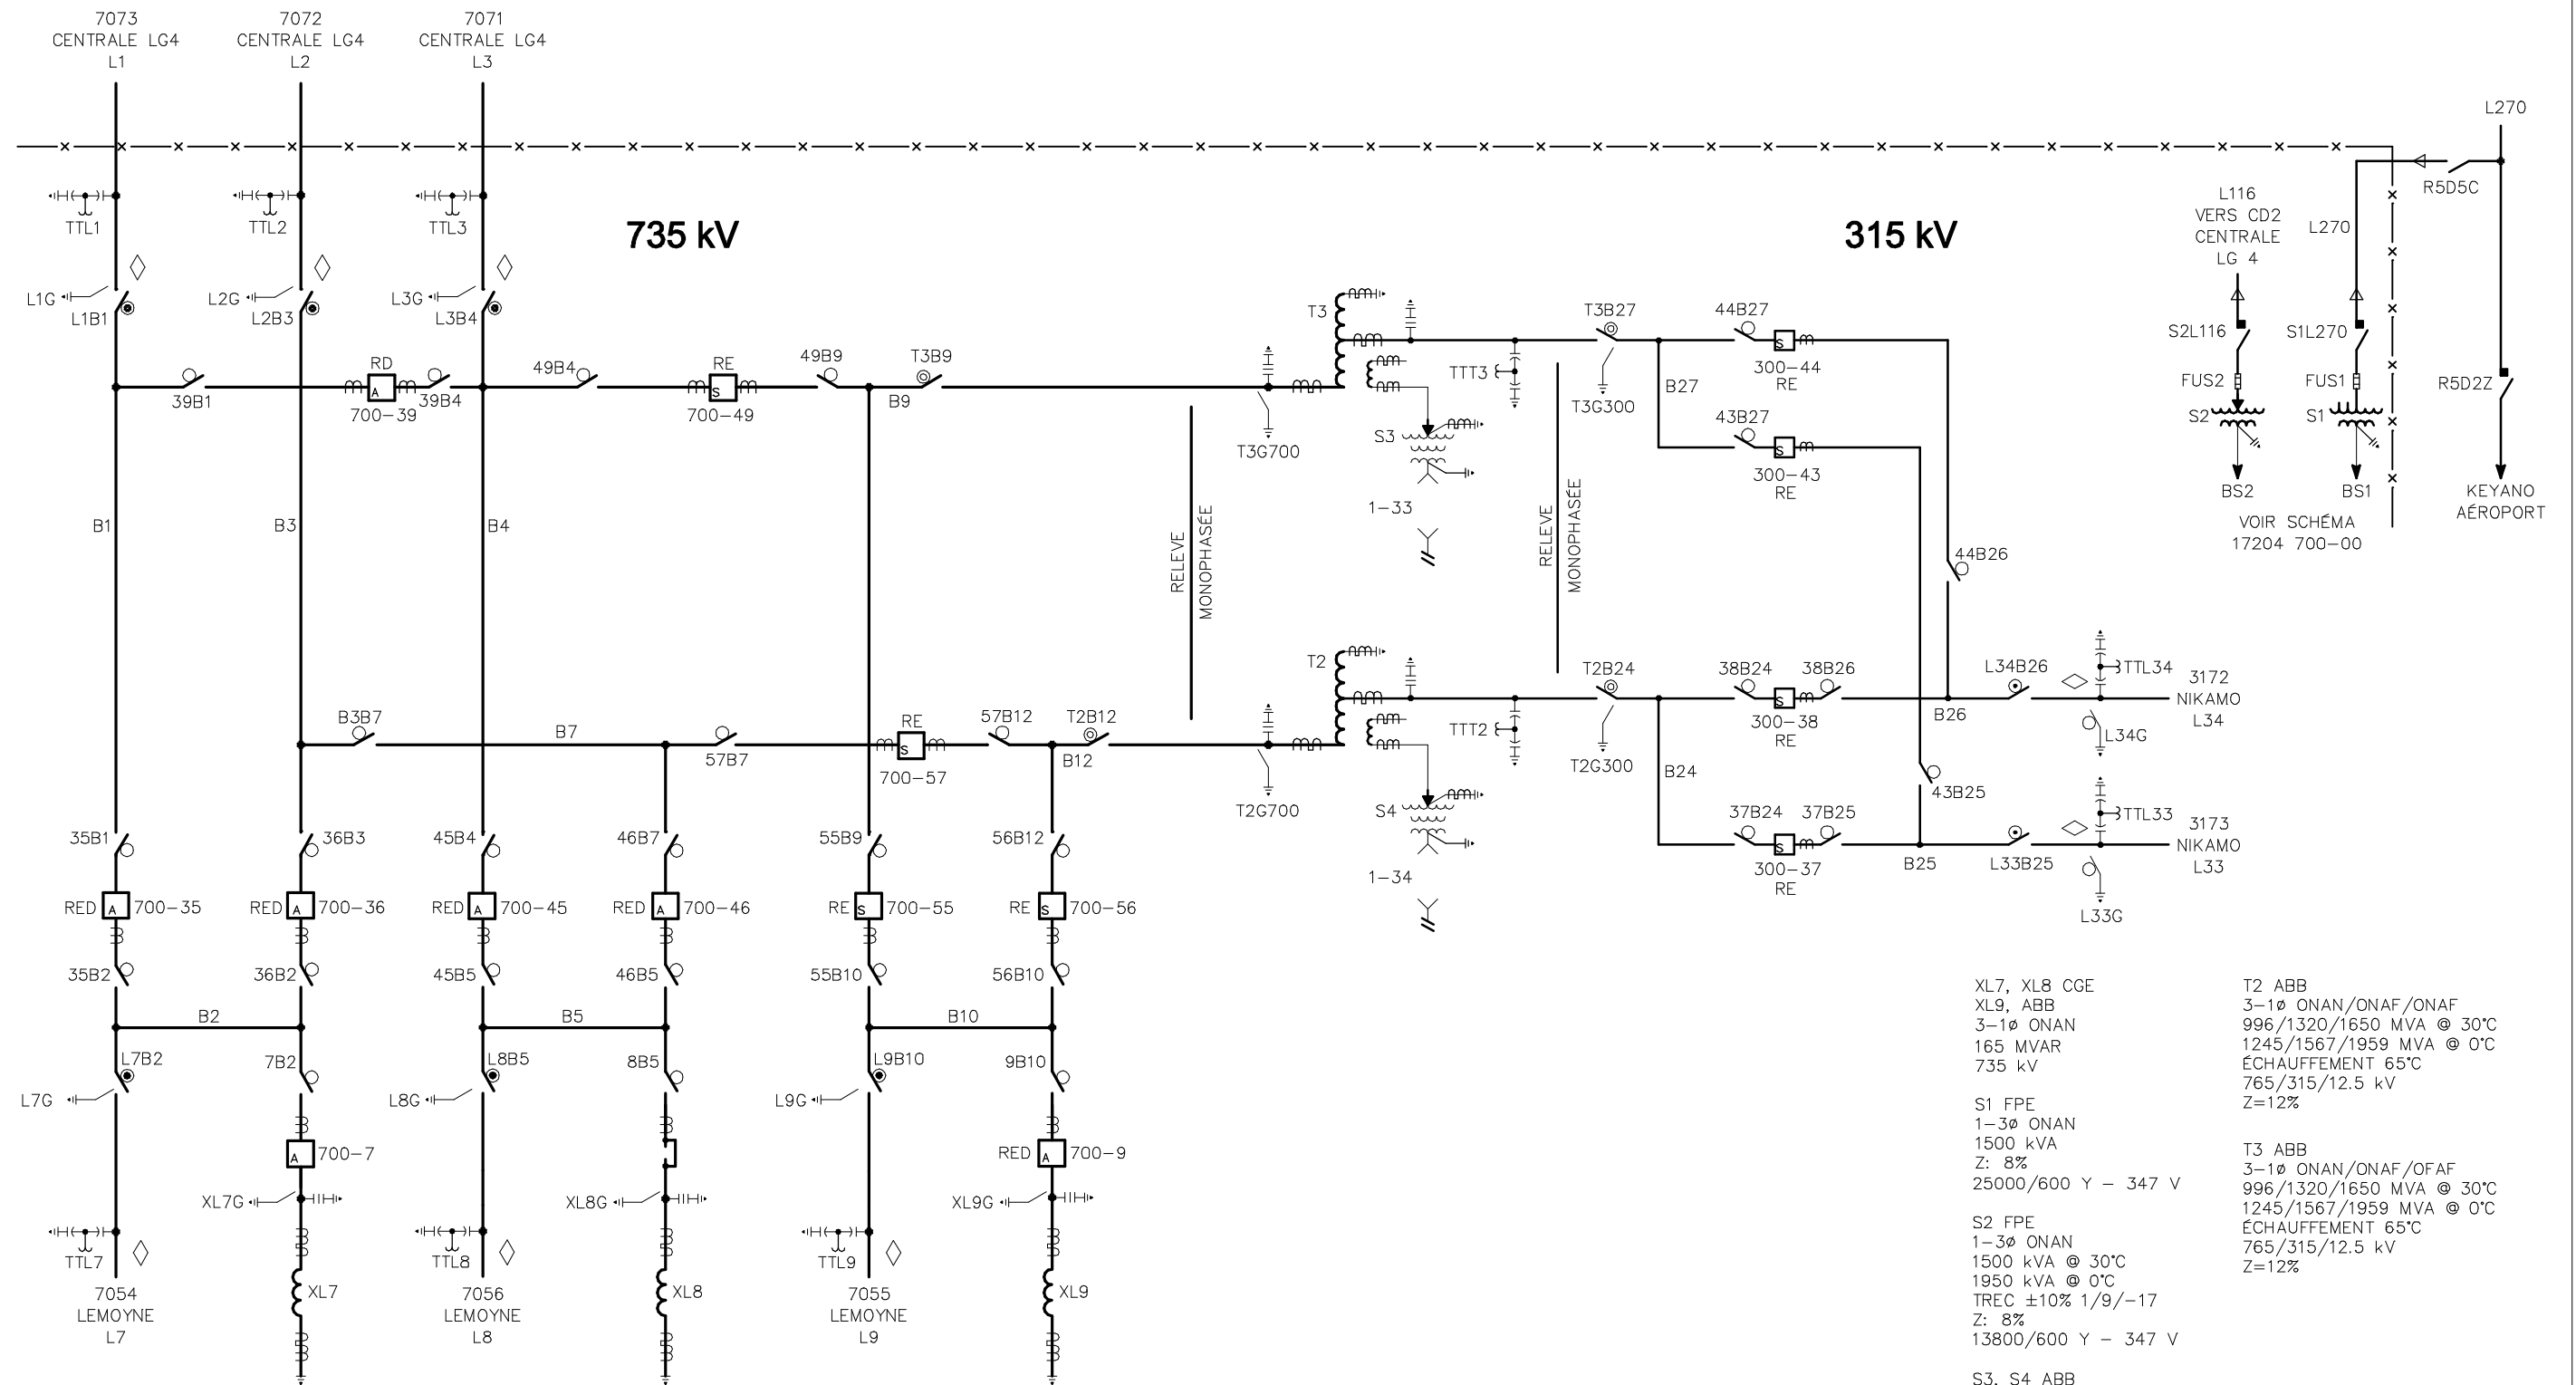 7073
CENTRALE LG4
L1
7072
CENTRALE LG4
L2
7071
CENTRALE LG4
L3
L270
R5D5C
TTL1
TTL2
TTL3
735 kV
315 kV
L116
VERS CD2
CENTRALE
LG 4
L270
L1G
L1B1
L2G
L2B3
L3G
L3B4
T3
T3B27
44B27
S2L116
S1L270
39B1
RD
A
700-39
39B4
49B4
RE
S
700-49
49B9
B9
T3B9
T3G700
TTT3
T3G300
B27
S
300-44
RE
FUS2
FUS1
R5D2Z
S2
S1
43B27
S
300-43
RE
S3
1-33
BS2
BS1
VOIR SCHÉMA
17204 700-00
KEYANO
AÉROPORT
B1
B3
B4
RELEVE
MONOPHASÉE
RELEVE
MONOPHASÉE
44B26
B3B7
B7
57B7
RE
S
700-57
57B12
T2B12
B12
T2G700
T2
TTT2
T2B24
T2G300
B24
38B24
S
300-38
RE
38B26
B26
L34B26
TTL34
L34G
3172
NIKAMO
L34
43B25
S4
1-34
37B24
S
300-37
RE
37B25
B25
L33B25
TTL33
L33G
3173
NIKAMO
L33
35B1
36B3
45B4
46B7
55B9
56B12
RED A 700-35
RED A 700-36
RED A 700-45
RED A 700-46
RE S 700-55
RE S 700-56
35B2
36B2
45B5
46B5
55B10
56B10
B2
B5
B10
L7B2
7B2
L8B5
8B5
L9B10
9B10
L7G
L8G
L9G
A 700-7
RED A 700-9
XL7G
XL8G
XL9G
TTL7
TTL8
TTL9
XL7
XL8
XL9
7054
LEMOYNE
L7
7056
LEMOYNE
L8
7055
LEMOYNE
L9
XL7, XL8 CGE
XL9, ABB
3-1ø ONAN
165 MVAR
735 kV
S1 FPE
1-3ø ONAN
1500 kVA
Z: 8%
25000/600 Y - 347 V
S2 FPE
1-3ø ONAN
1500 kVA @ 30°C
1950 kVA @ 0°C
TREC ±10% 1/9/-17
Z: 8%
13800/600 Y - 347 V
S3, S4 ABB
T2 ABB
3-1ø ONAN/ONAF/ONAF
996/1320/1650 MVA @ 30°C
1245/1567/1959 MVA @ 0°C
ÉCHAUFFEMENT 65°C
765/315/12.5 kV
Z=12%
T3 ABB
3-1ø ONAN/ONAF/OFAF
996/1320/1650 MVA @ 30°C
1245/1567/1959 MVA @ 0°C
ÉCHAUFFEMENT 65°C
765/315/12.5 kV
Z=12%